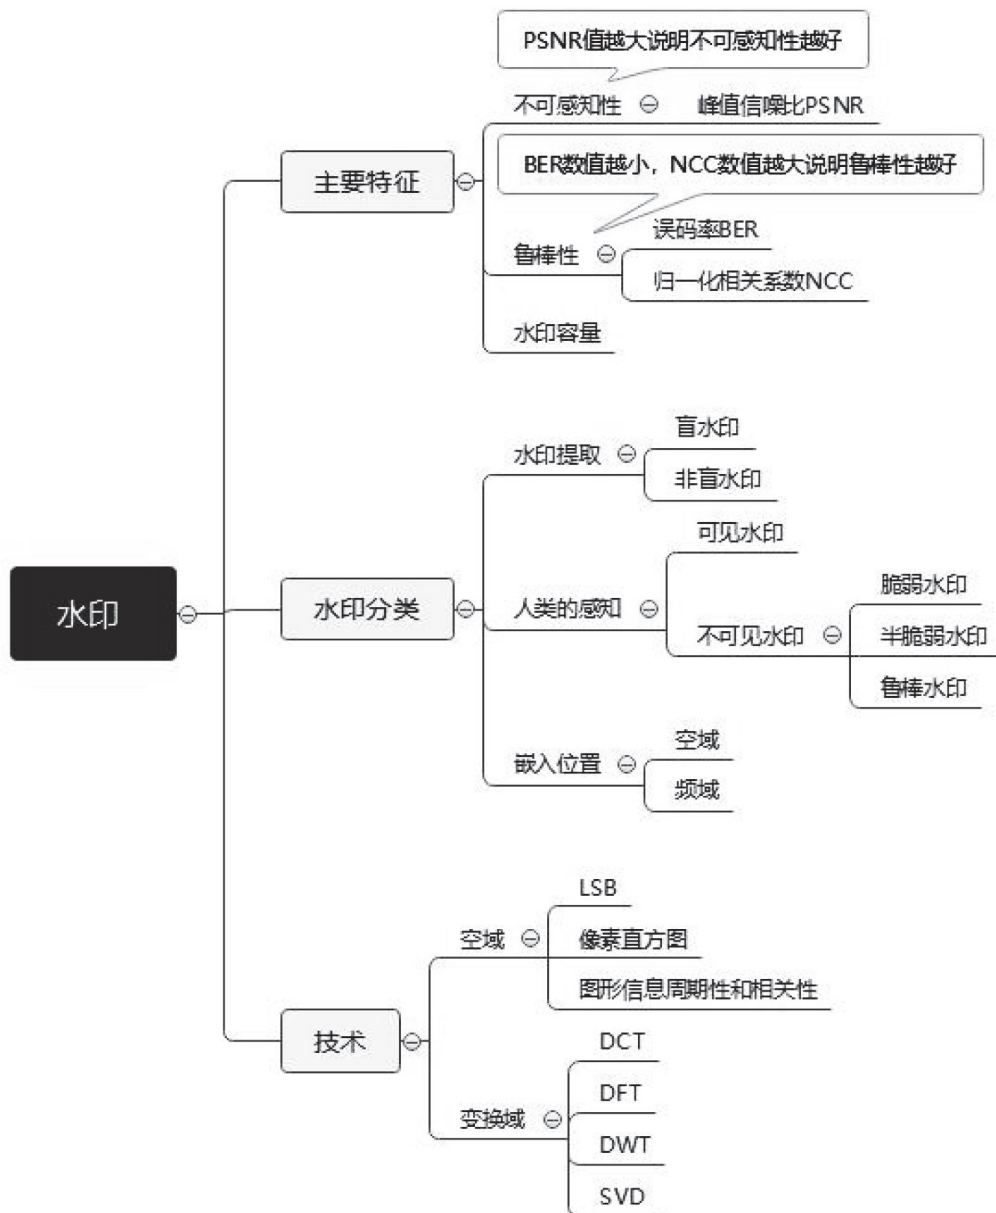 PSNR值越大说明不可感知性越好
不可感知性
峰值信噪比PSNR
BER数值越小，NCC数值越大说明鲁棒性越好
主要特征
鲁棒性
误码率BER
归一化相关系数NCC
水印容量
水印
水印分类
水印提取
盲水印
非盲水印
人类的感知
可见水印
不可见水印
脆弱水印
半脆弱水印
鲁棒水印
嵌入位置
空域
频域
技术
空域
LSB
像素直方图
图形信息周期性和相关性
变换域
DCT
DFT
DWT
SVD